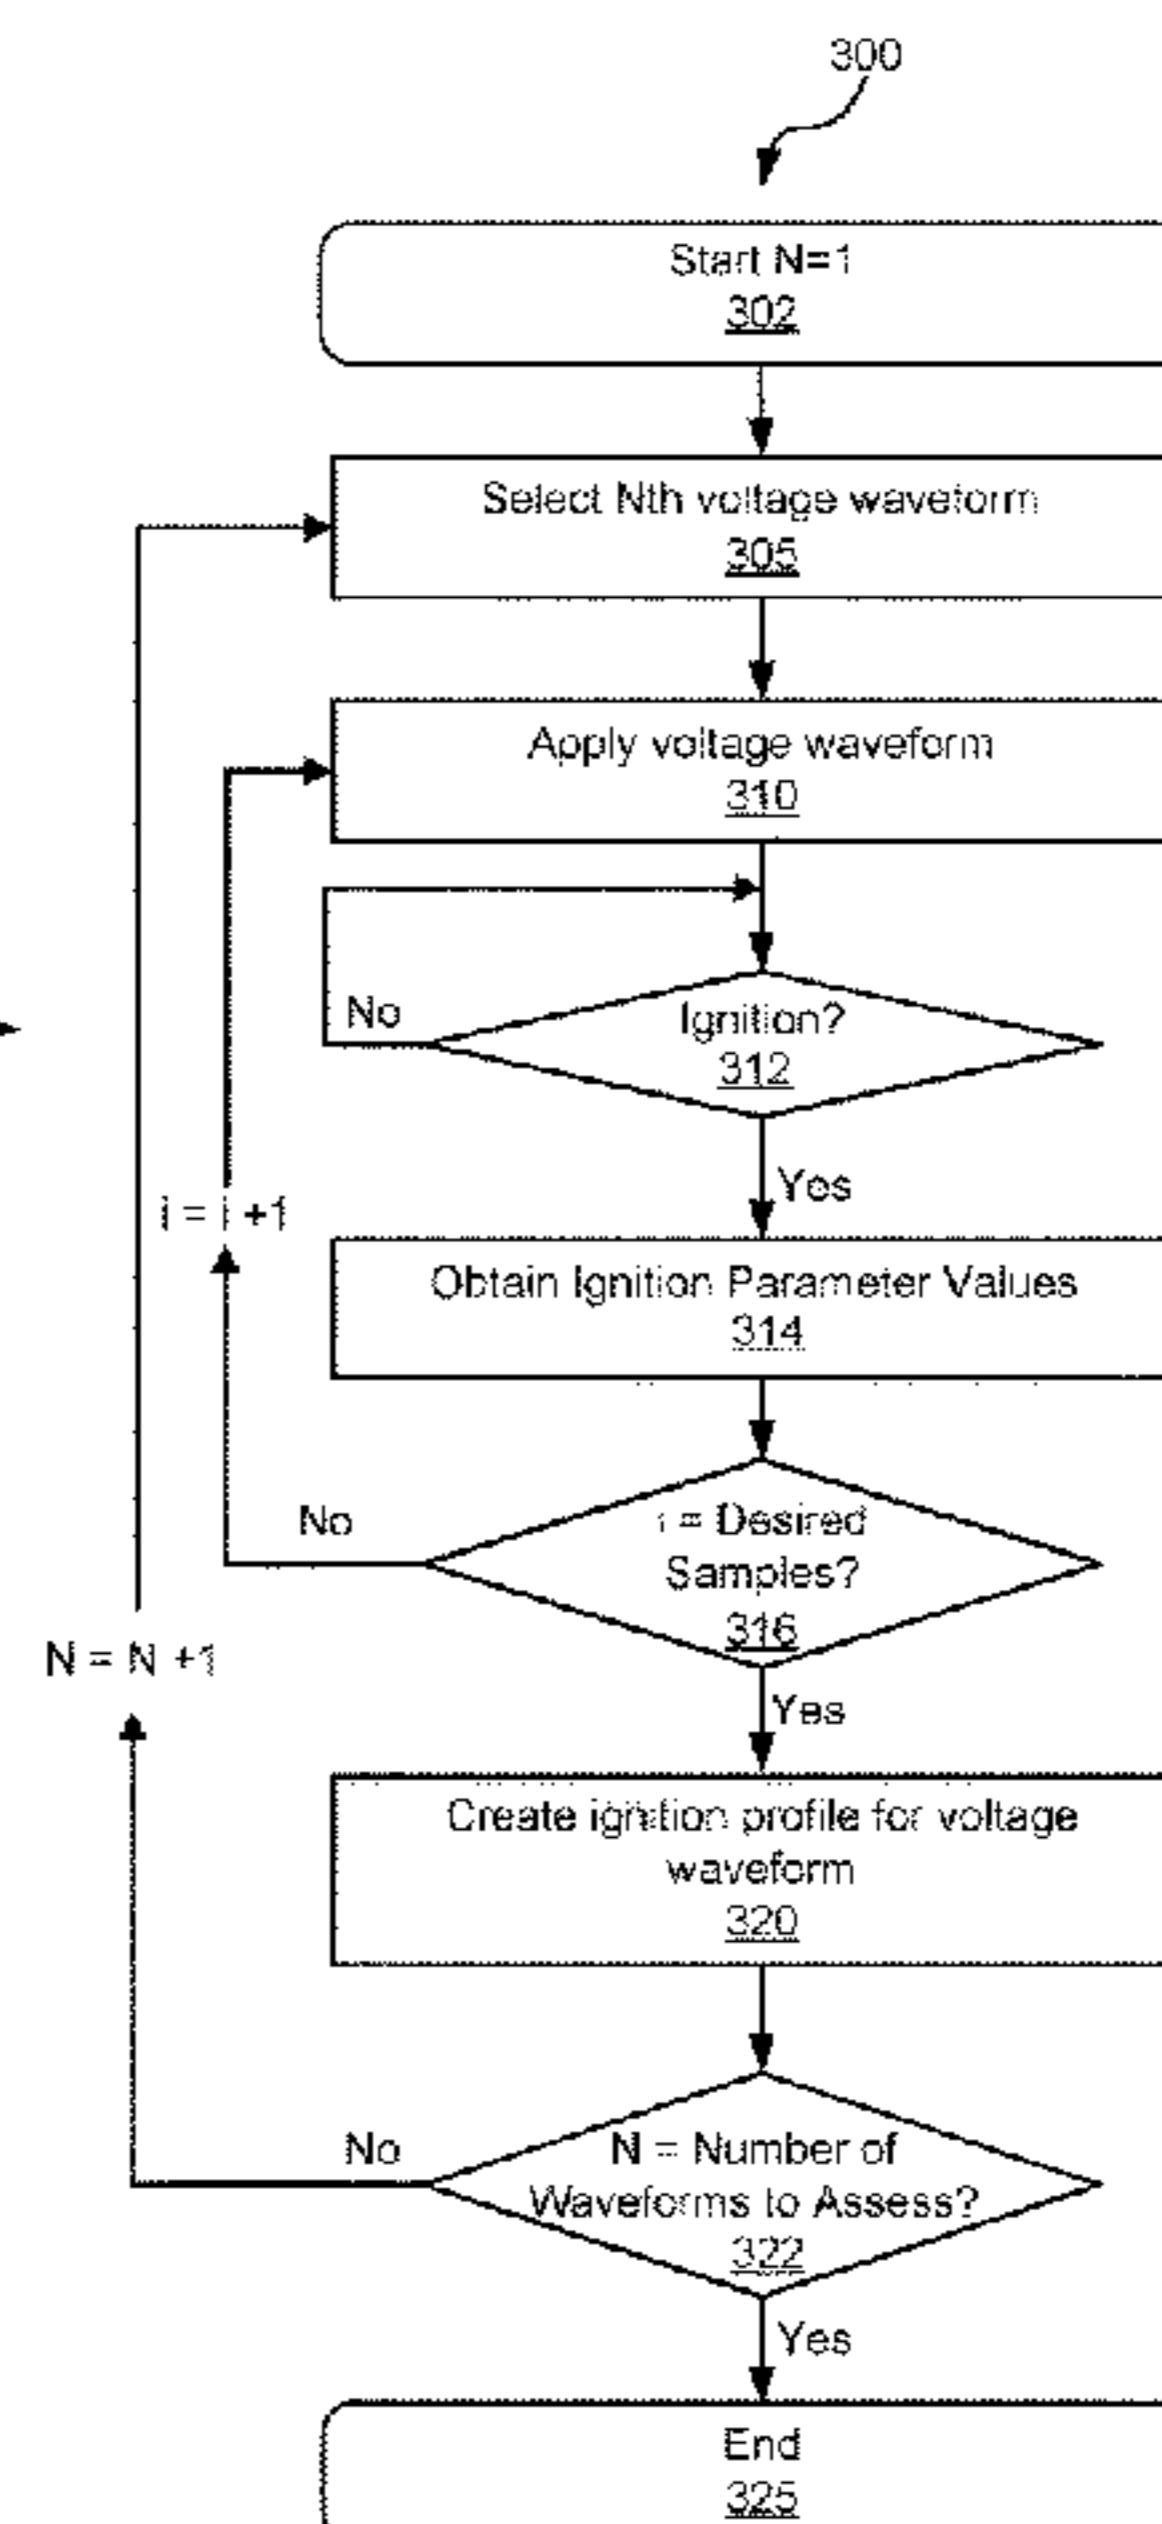 300
Start N=1
302
Select Nth voltage waveform
305
Apply voltage waveform
310
No
Ignition?
312
Yes
i = i +1
Obtain Ignition Parameter Values
314
No
i = Desired
Samples?
316
N = N +1
Yes
Create ignition profile for voltage
waveform
320
No
N = Number of
Waveforms to Assess?
322
Yes
End
325